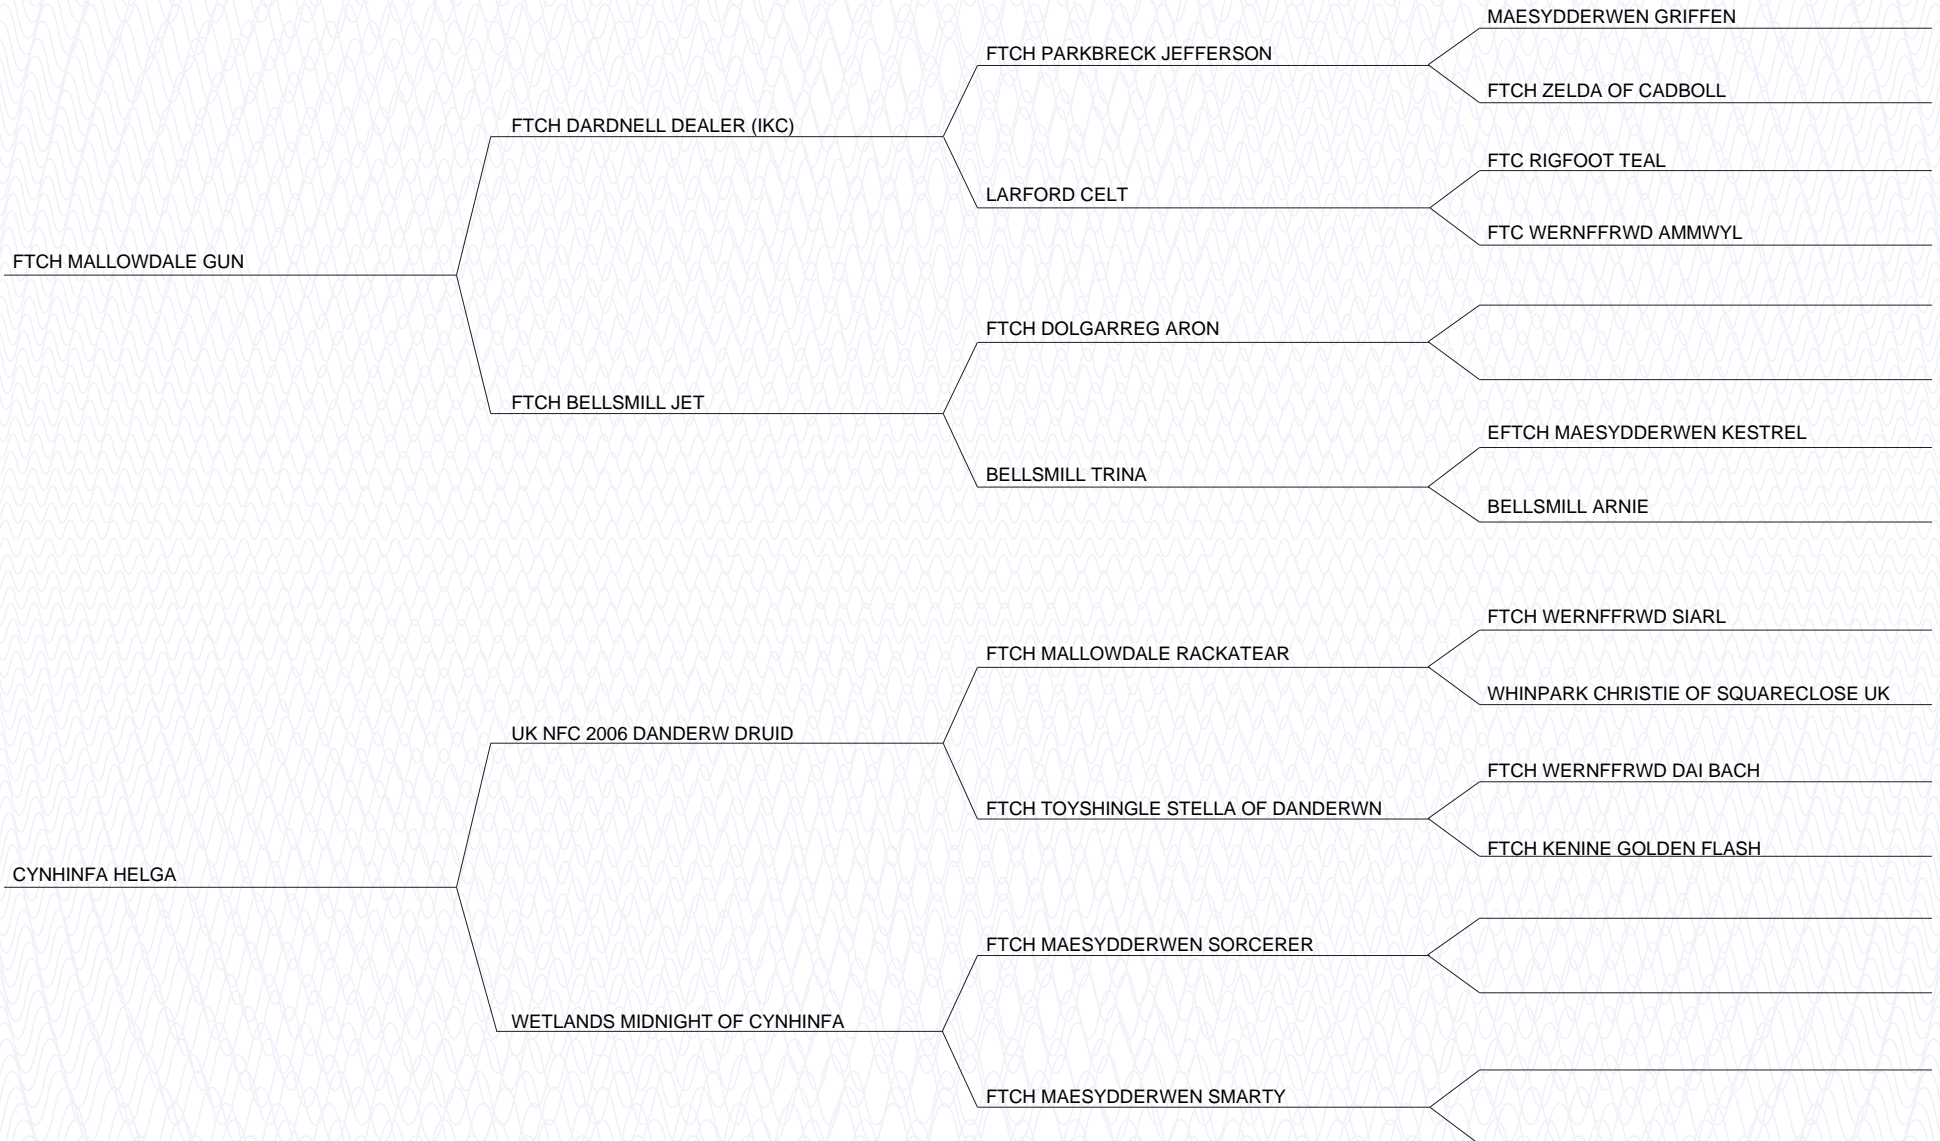 MAESYDDERWEN GRIFFEN
FTCH PARKBRECK JEFFERSON
FTCH ZELDA OF CADBOLL
FTCH DARDNELL DEALER (IKC)
FTC RIGFOOT TEAL
LARFORD CELT
FTC WERNFFRWD AMMWYL
FTCH MALLOWDALE GUN
FTCH DOLGARREG ARON
FTCH BELLSMILL JET
EFTCH MAESYDDERWEN KESTREL
BELLSMILL TRINA
BELLSMILL ARNIE
FTCH WERNFFRWD SIARL
FTCH MALLOWDALE RACKATEAR
WHINPARK CHRISTIE OF SQUARECLOSE UK
UK NFC 2006 DANDERW DRUID
FTCH WERNFFRWD DAI BACH
FTCH TOYSHINGLE STELLA OF DANDERWN
FTCH KENINE GOLDEN FLASH
CYNHINFA HELGA
FTCH MAESYDDERWEN SORCERER
WETLANDS MIDNIGHT OF CYNHINFA
FTCH MAESYDDERWEN SMARTY